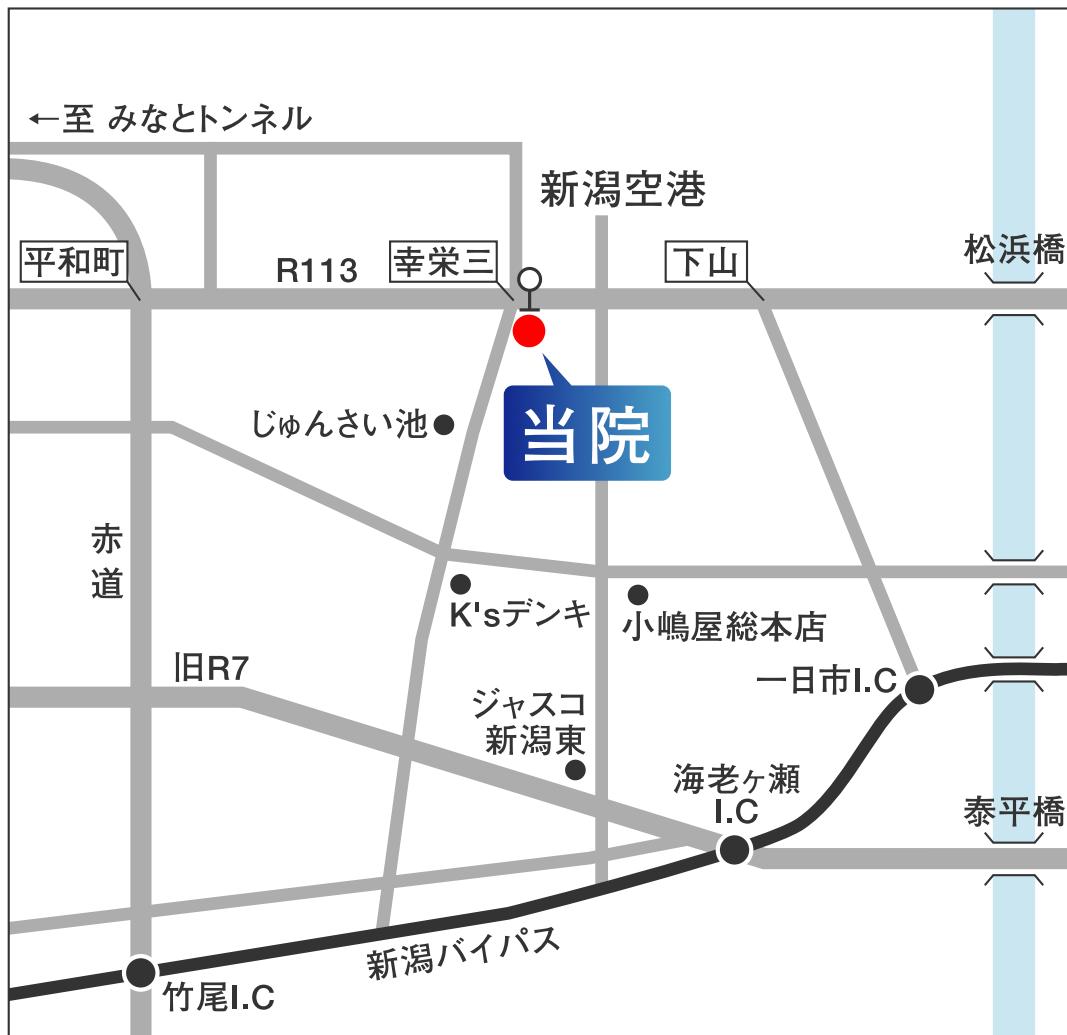 ←至 みなとトンネル
新潟空港
平和町
R113
幸栄三
下山
松浜橋
当院
じゅんさい池
赤道
K'sデンキ
小嶋屋総本店
旧R7
一日市I.C
ジャスコ
新潟東
海老ヶ瀬
I.C
泰平橋
新潟バイパス
竹尾I.C